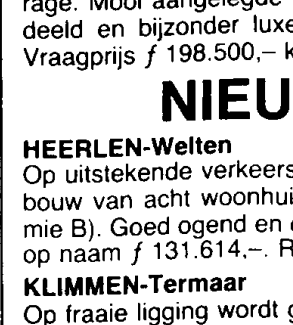 rage. Mooi aangelegde
deeld en bijzonder luxe
Vraagprijs ƒ 198.500,– k
NIEU
HEERLEN-Welten
Op uitstekende verkeers
bouw van acht woonhui
mie B). Goed ogend en
op naam ƒ 131.614,–. R
KLIMMEN-Termaar
Op fraaie ligging wordt g